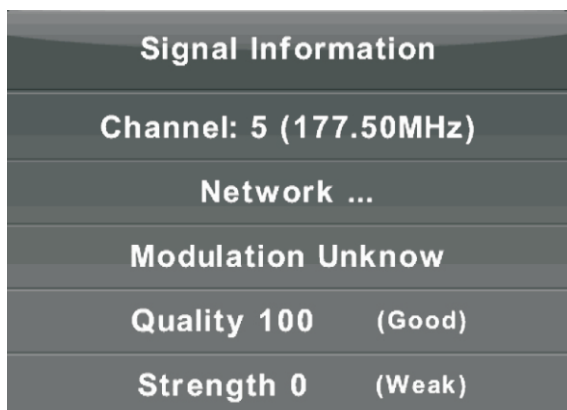 Signal Information
Channel: 5 (177.50MHz)
Network ...
Modulation Unknow
Quality 100 (Good)
Strength 0 (Weak)